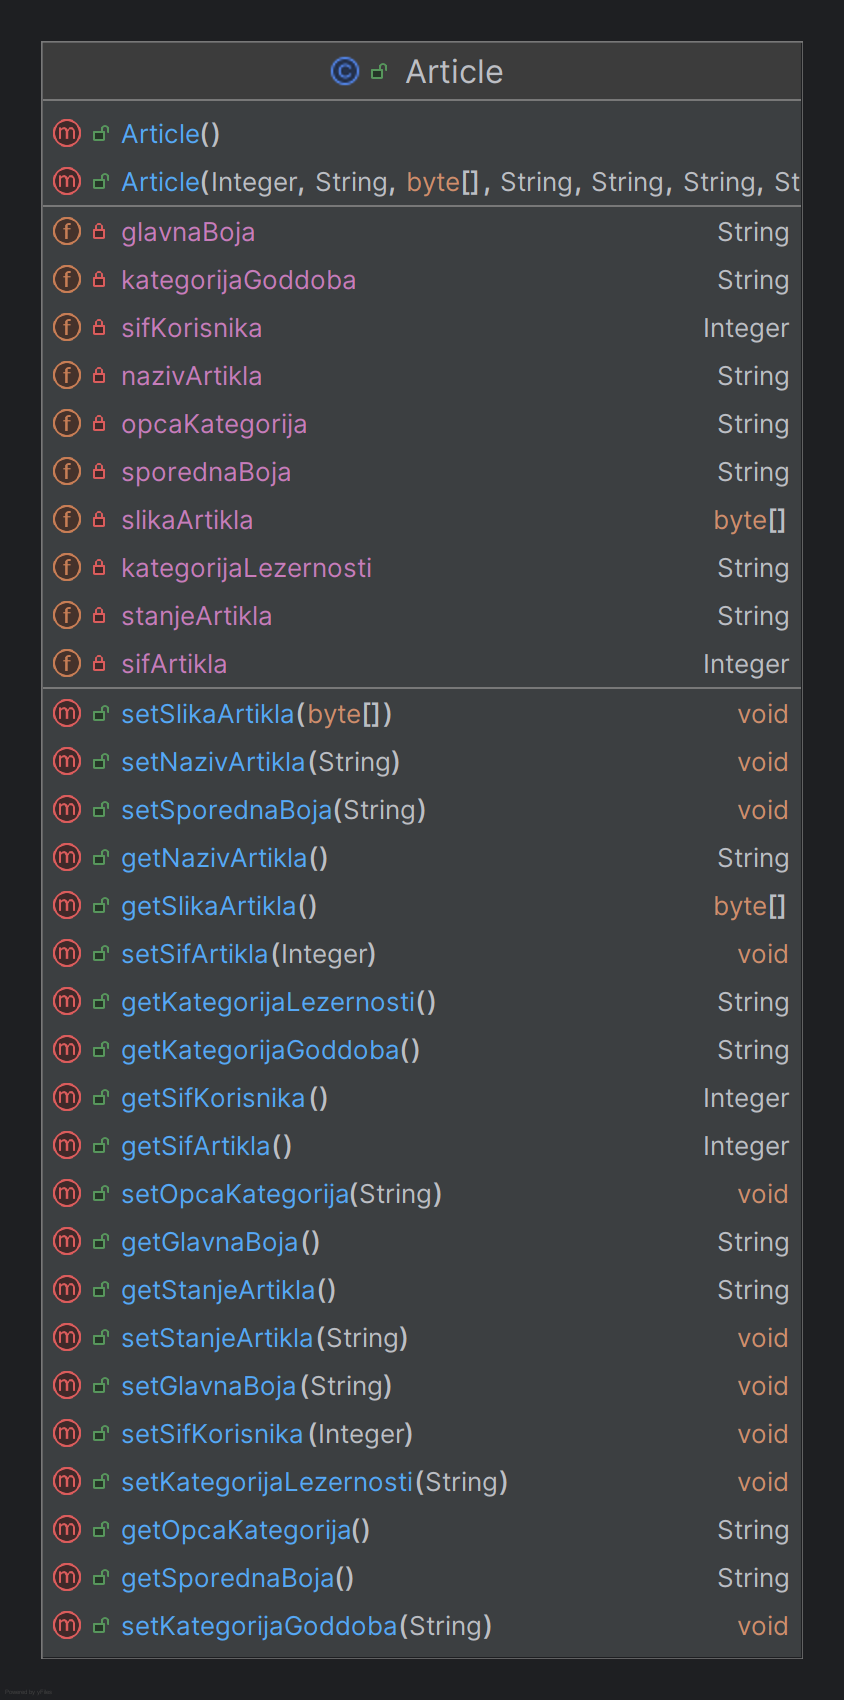 Article
Article()
Article(Integer, String, byte[], String, String, String, St
glavnaBoja String
kategorijaGoddoba String
sifKorisnika Integer
nazivArtikla String
opcaKategorija String
sporednaBoja String
slikaArtikla byte[]
kategorijaLezernosti String
stanjeArtikla String
sifArtikla Integer
setSlikaArtikla(byte[]) void
setNazivArtikla(String) void
setSporednaBoja(String) void
getNazivArtikla() String
getSlikaArtikla() byte[]
setSifArtikla(Integer) void
getKategorijaLezernosti() String
getKategorijaGoddoba() String
getSifKorisnika() Integer
getSifArtikla() Integer
setOpcaKategorija(String) void
getGlavnaBoja() String
getStanjeArtikla() String
setStanjeArtikla(String) void
setGlavnaBoja(String) void
setSifKorisnika(Integer) void
setKategorijaLezernosti(String) void
getOpcaKategorija() String
getSporednaBoja() String
setKategorijaGoddoba(String) void
Powered by yFiles